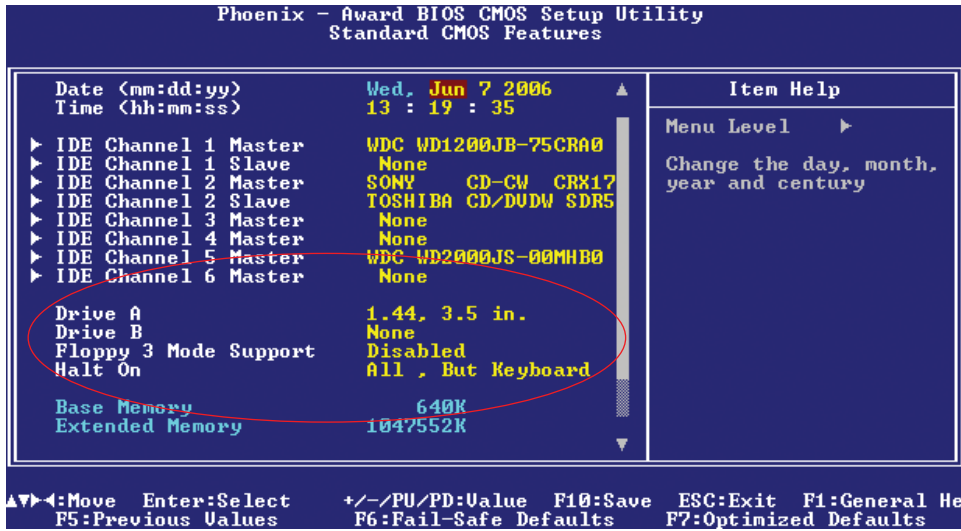 Phoenix - Award BIOS CMOS Setup Utility
Standard CMOS Features
Date (mm:dd:yy) Wed, Jun 7 2006
Time (hh:mm:ss) 13 : 19 : 35
IDE Channel 1 Master WDC WD1200JB-75CRA0
IDE Channel 1 Slave None
IDE Channel 2 Master SONY CD-CW CRX17
IDE Channel 2 Slave TOSHIBA CD/DVDW SDR5
IDE Channel 3 Master None
IDE Channel 4 Master None
IDE Channel 5 Master WDC WD2000JS-00MHB0
IDE Channel 6 Master None
Drive A 1.44, 3.5 in.
Drive B None
Floppy 3 Mode Support Disabled
Halt On All , But Keyboard
Base Memory 640K
Extended Memory 1047552K
Item Help
Menu Level
Change the day, month,
year and century
:Move Enter:Select +/-/PU/PD:Value F10:Save ESC:Exit F1:General He
F5:Previous Values F6:Fail-Safe Defaults F7:Optimized Defaults